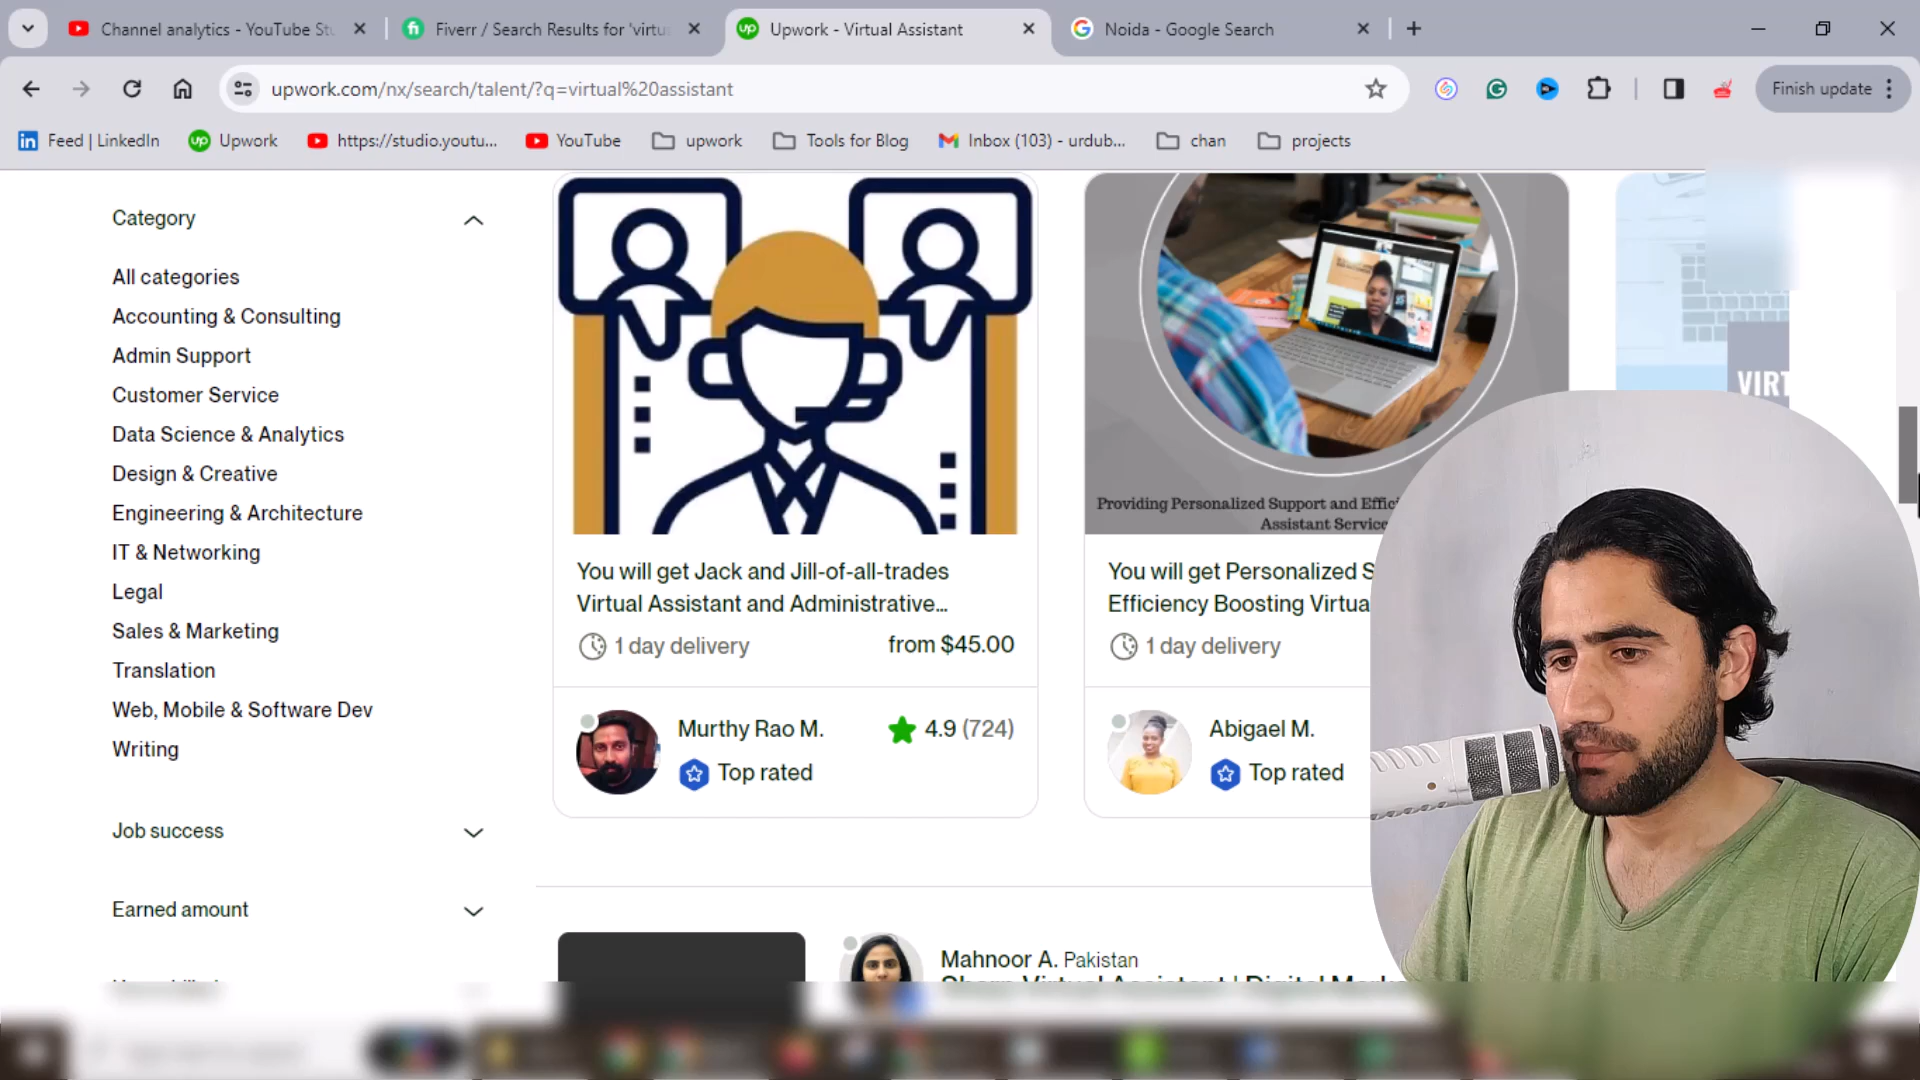 Channel analytics - YouTube Stu
Fiverr / Search Results for 'virtu
Upwork - Virtual Assistant
Noida - Google Search
upwork.com/nx/search/talent/?q=virtual%20assistant
Finish update
Feed | LinkedIn
Upwork
https://studio.youtu...
YouTube
upwork
Tools for Blog
Inbox (103) - urdub...
chan
projects
Category
All categories
Accounting & Consulting
Admin Support
Customer Service
Data Science & Analytics
Design & Creative
Engineering & Architecture
IT & Networking
Legal
Sales & Marketing
Translation
Web, Mobile & Software Dev
Writing
Job success
Earned amount
You will get Jack and Jill-of-all-trades
Virtual Assistant and Administrative...
1 day delivery
from $45.00
Murthy Rao M.
4.9 (724)
Top rated
Providing Personalized Support and Effic
Assistant Service
You will get Personalized S
Efficiency Boosting Virtua
1 day delivery
Abigael M.
Top rated
VIRT
Mahnoor A. Pakistan
Sharp Virtual Assistant | Digital Mark